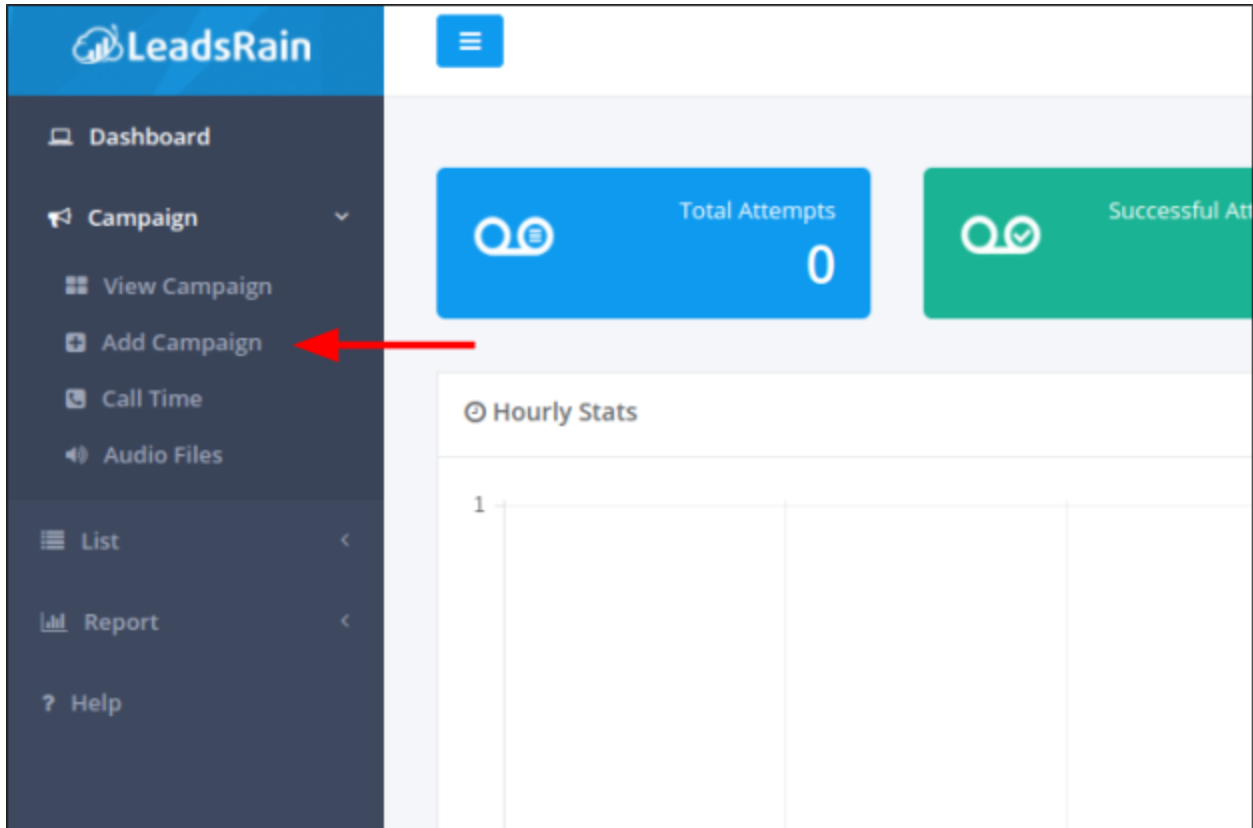 LeadsRain
Dashboard
Campaign
View Campaign
Add Campaign
Call Time
Audio Files
List
Report
? Help
Total Attempts
0
Successful Att
Hourly Stats
1